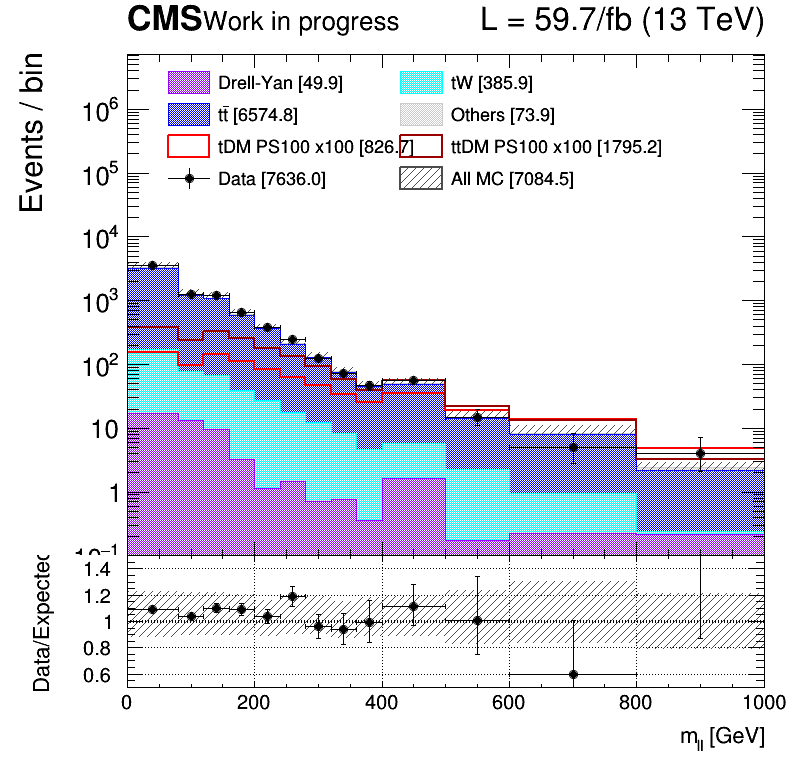 CMS Work in progress L = 59.7/fb (13 TeV)
Events / bin
Drell-Yan [49.9] tW [385.9]
tt̄ [6574.8] Others [73.9]
tDM PS100 x100 [826.7] ttDM PS100 x100 [1795.2]
Data [7636.0] All MC [7084.5]
10⁶
10⁵
10⁴
10³
10²
10
1
10⁻¹
Data/Expected
1.4
1.2
1
0.8
0.6
0 200 400 600 800 1000
m_ll [GeV]